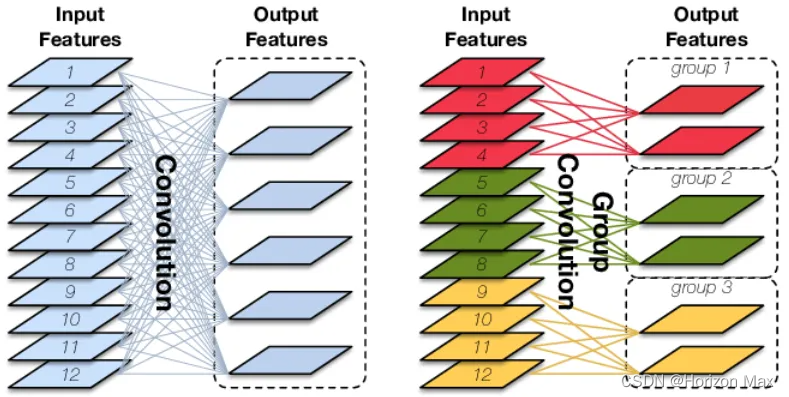 Input
Features
Output
Features
1
2
3
4
5
6
7
8
9
10
11
12
Convolution
Input
Features
Output
Features
1
2
3
4
5
6
7
8
9
10
11
12
Group
Convolution
group 1
group 2
group 3
CSDN @Horizon Max